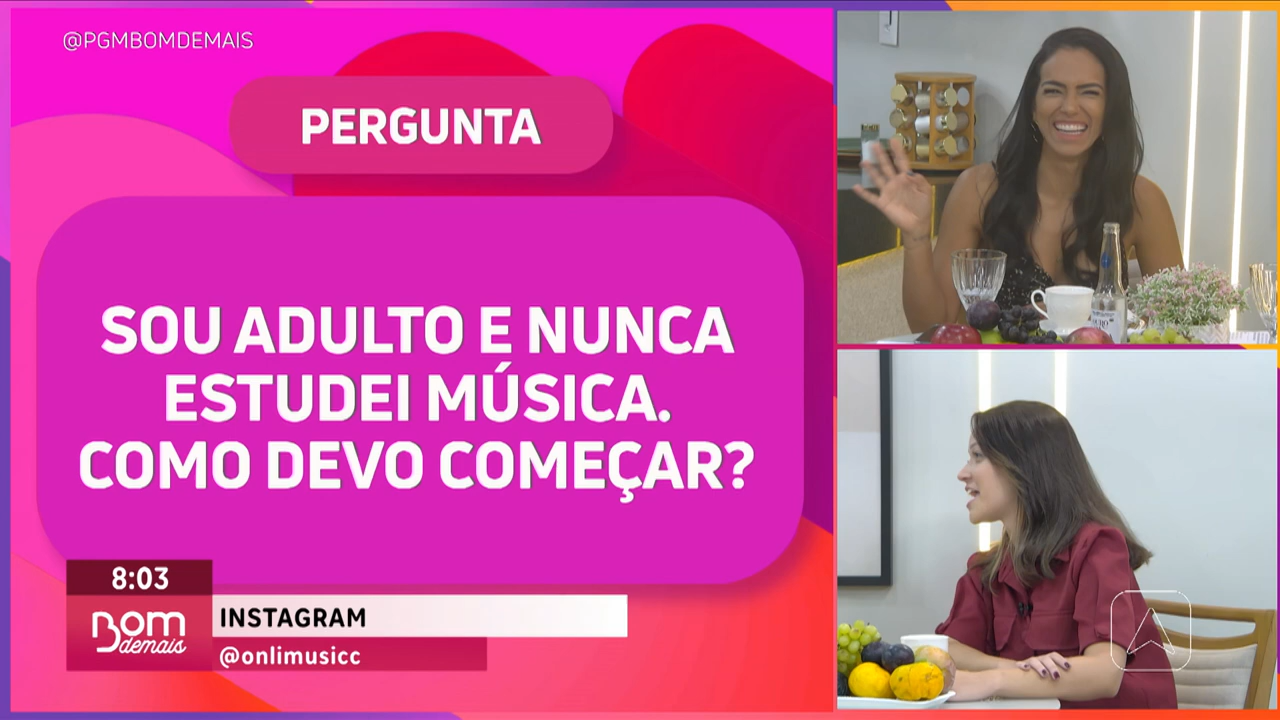 @PGMBOMDEMAIS
PERGUNTA
SOU ADULTO E NUNCA
ESTUDEI MÚSICA.
COMO DEVO COMEÇAR?
8:03
Bom
demais
INSTAGRAM
@onlimusicc